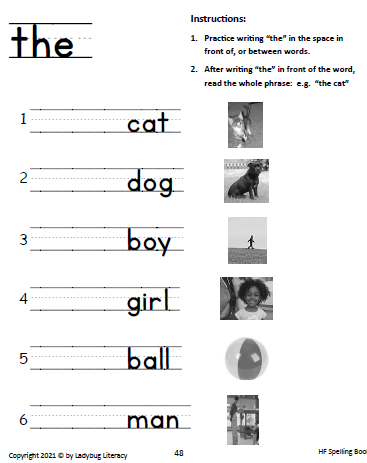 the
Instructions:
1. Practice writing “the” in the space in
front of, or between words.
2. After writing “the” in front of the word,
read the whole phrase: e.g. “the cat”
1 cat
2 dog
3 boy
4 girl
5 ball
6 man
Copyright 2021 © by Ladybug Literacy 48 HF Spelling Boo